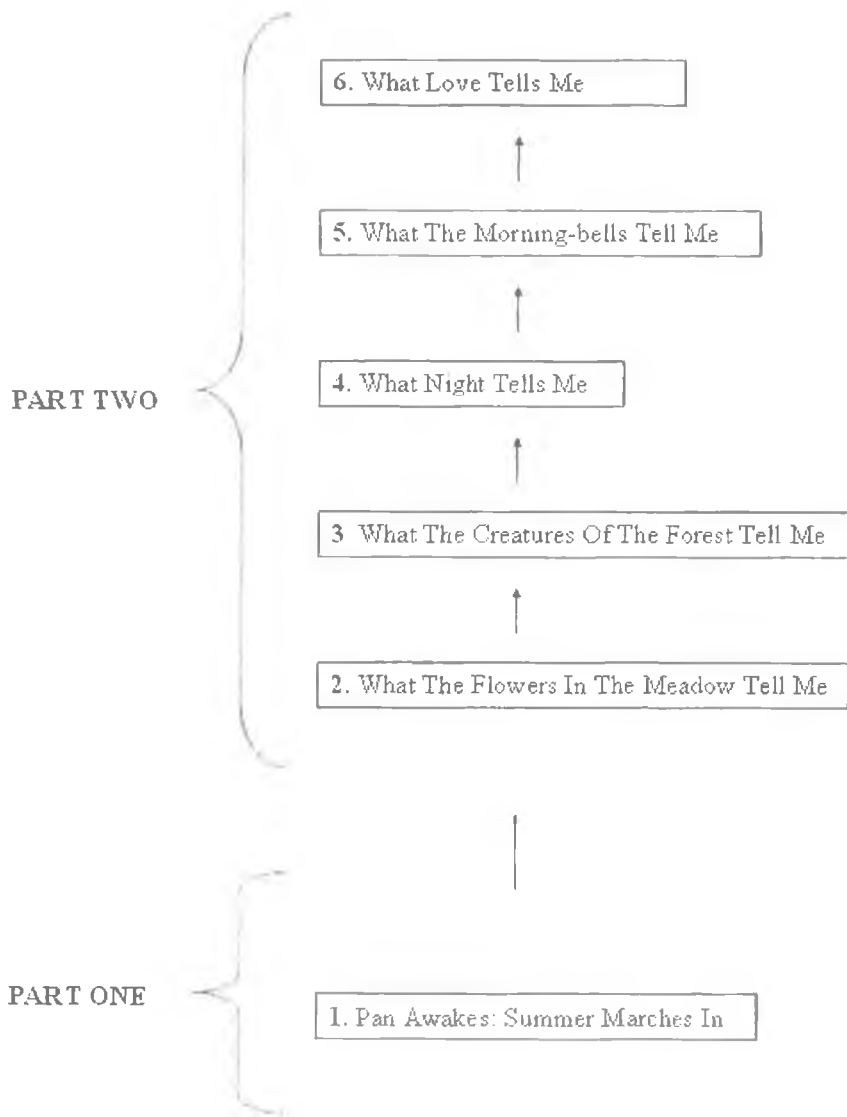 6. What Love Tells Me
5. What The Morning-bells Tell Me
PART TWO
4. What Night Tells Me
3 What The Creatures Of The Forest Tell Me
2. What The Flowers In The Meadow Tell Me
PART ONE
1. Pan Awakes: Summer Marches In